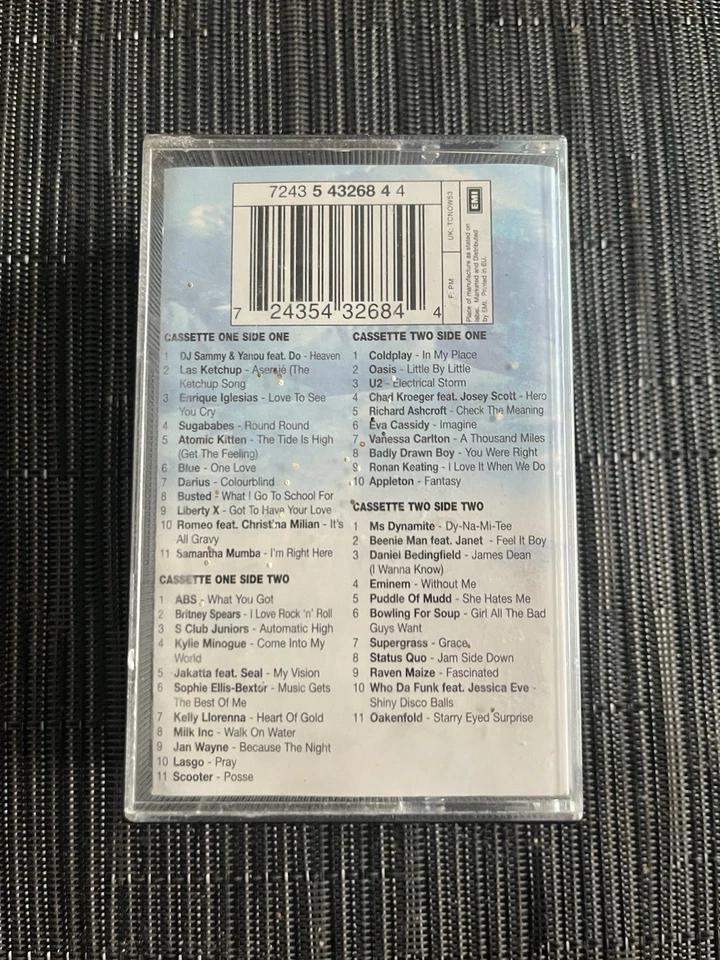 7243 5 43268 4 4
7 24354 32684 4
F: PM UK: TCNOW53
EMI
Place of manufacture as stated on
label. Marketed and Distributed
by EMI. Printed in EU.
CASSETTE ONE SIDE ONE
1 DJ Sammy & Yanou feat. Do - Heaven
2 Las Ketchup - Aserejé (The
Ketchup Song
3 Enrique Iglesias - Love To See
You Cry
4 Sugababes - Round Round
5 Atomic Kitten - The Tide Is High
(Get The Feeling)
6 Blue - One Love
7 Darius - Colourblind
8 Busted - What I Go To School For
9 Liberty X - Got To Have Your Love
10 Romeo feat. Christina Milian - It's
All Gravy
11 Samantha Mumba - I'm Right Here
CASSETTE ONE SIDE TWO
1 ABS - What You Got
2 Britney Spears - I Love Rock 'n' Roll
3 S Club Juniors - Automatic High
4 Kylie Minogue - Come Into My
World
5 Jakatta feat. Seal - My Vision
6 Sophie Ellis-Bextor - Music Gets
The Best Of Me
7 Kelly Llorenna - Heart Of Gold
8 Milk Inc - Walk On Water
9 Jan Wayne - Because The Night
10 Lasgo - Pray
11 Scooter - Posse
CASSETTE TWO SIDE ONE
1 Coldplay - In My Place
2 Oasis - Little By Little
3 U2 - Electrical Storm
4 Chad Kroeger feat. Josey Scott - Hero
5 Richard Ashcroft - Check The Meaning
6 Eva Cassidy - Imagine
7 Vanessa Carlton - A Thousand Miles
8 Badly Drawn Boy - You Were Right
9 Ronan Keating - I Love It When We Do
10 Appleton - Fantasy
CASSETTE TWO SIDE TWO
1 Ms Dynamite - Dy-Na-Mi-Tee
2 Beenie Man feat. Janet - Feel It Boy
3 Daniel Bedingfield - James Dean
(I Wanna Know)
4 Eminem - Without Me
5 Puddle Of Mudd - She Hates Me
6 Bowling For Soup - Girl All The Bad
Guys Want
7 Supergrass - Grace
8 Status Quo - Jam Side Down
9 Raven Maize - Fascinated
10 Who Da Funk feat. Jessica Eve -
Shiny Disco Balls
11 Oakenfold - Starry Eyed Surprise